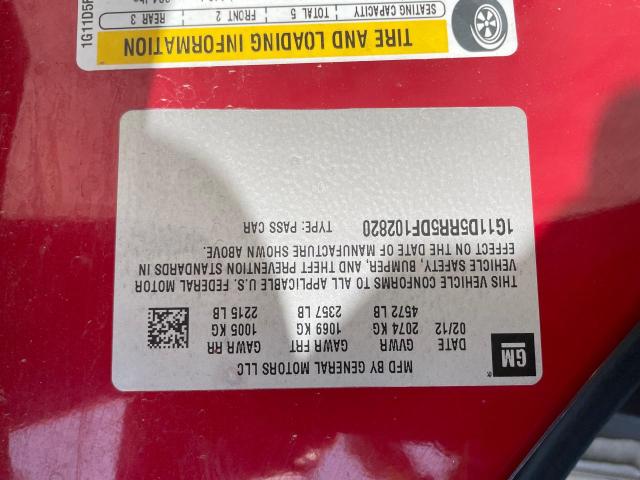 GM
MFD BY GENERAL MOTORS LLC
DATE GVWR GAWR FRT GAWR RR
02/12 2074 KG 1069 KG 1005 KG
4572 LB 2357 LB 2215 LB
THIS VEHICLE CONFORMS TO ALL APPLICABLE U.S. FEDERAL MOTOR
VEHICLE SAFETY, BUMPER, AND THEFT PREVENTION STANDARDS IN
EFFECT ON THE DATE OF MANUFACTURE SHOWN ABOVE.
1G11D5RR5DF102820 TYPE: PASS CAR
TIRE AND LOADING INFORMATION
SEATING CAPACITY TOTAL 5 FRONT 2 REAR 3